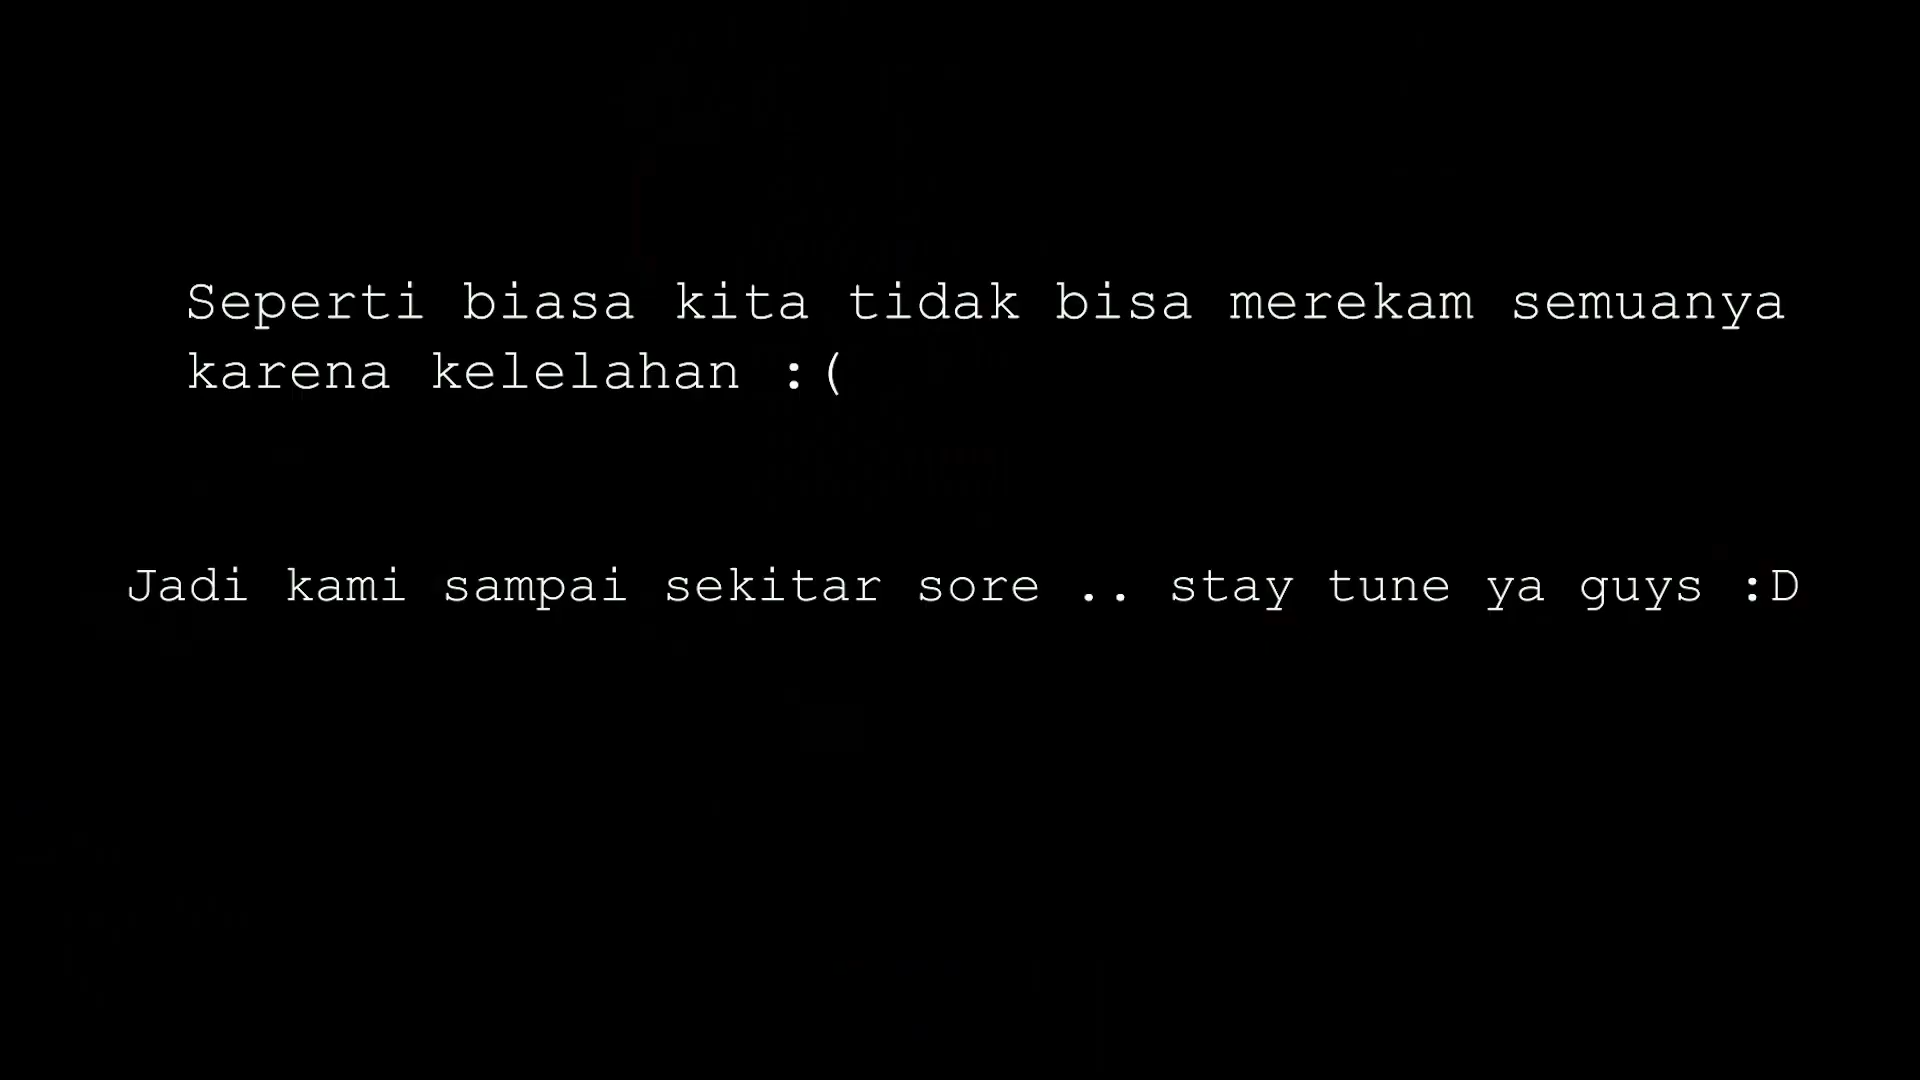 Seperti biasa kita tidak bisa merekam semuanya
karena kelelahan :(
Jadi kami sampai sekitar sore .. stay tune ya guys :D